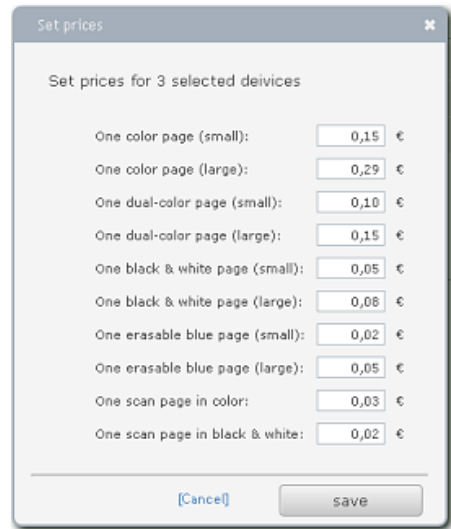 Set prices
Set prices for 3 selected deivices
One color page (small): 0,15 €
One color page (large): 0,29 €
One dual-color page (small): 0,10 €
One dual-color page (large): 0,15 €
One black & white page (small): 0,05 €
One black & white page (large): 0,08 €
One erasable blue page (small): 0,02 €
One erasable blue page (large): 0,05 €
One scan page in color: 0,03 €
One scan page in black & white: 0,02 €
[Cancel] save